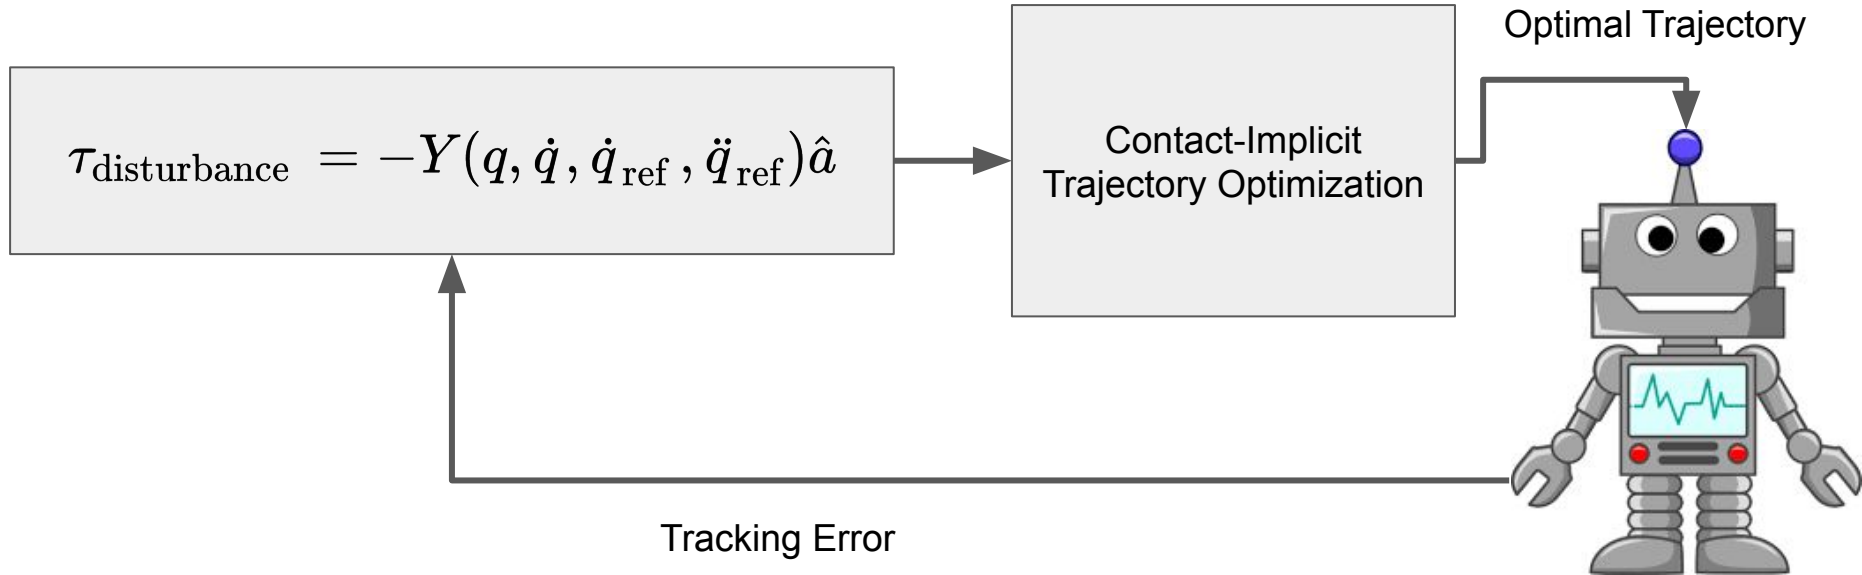 Optimal Trajectory
τ_disturbance = −Y(q, q̇, q̇_ref, q̈_ref)â
Contact-Implicit
Trajectory Optimization
Tracking Error